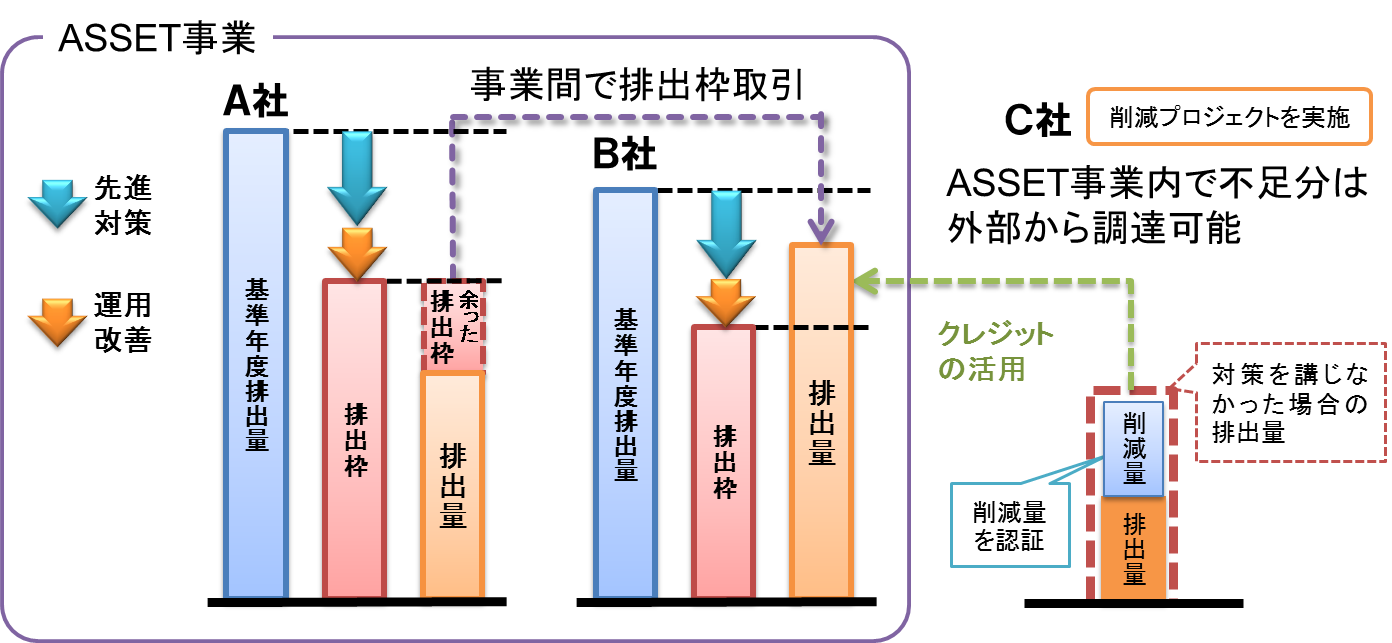 ASSET事業
事業間で排出枠取引
A社
B社
C社
削減プロジェクトを実施
ASSET事業内で不足分は
外部から調達可能
先進
対策
運用
改善
基準年度排出量
排出枠
余った
排出枠
排出量
基準年度排出量
排出枠
排出量
クレジット
の活用
対策を講じな
かった場合の
排出量
削減量
排出量
削減量
を認証